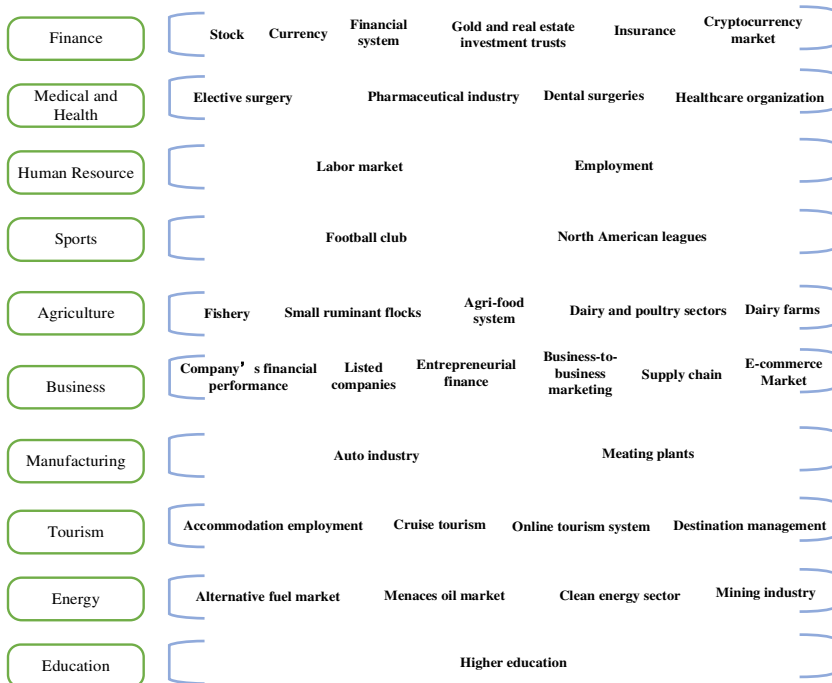 Finance
Stock
Currency
Financial
system
Gold and real estate
investment trusts
Insurance
Cryptocurrency
market
Medical and
Health
Elective surgery
Pharmaceutical industry
Dental surgeries
Healthcare organization
Human Resource
Labor market
Employment
Sports
Football club
North American leagues
Agriculture
Fishery
Small ruminant flocks
Agri-food
system
Dairy and poultry sectors
Dairy farms
Business
Company’s financial
performance
Listed
companies
Entrepreneurial
finance
Business-to-
business
marketing
Supply chain
E-commerce
Market
Manufacturing
Auto industry
Meating plants
Tourism
Accommodation employment
Cruise tourism
Online tourism system
Destination management
Energy
Alternative fuel market
Menaces oil market
Clean energy sector
Mining industry
Education
Higher education